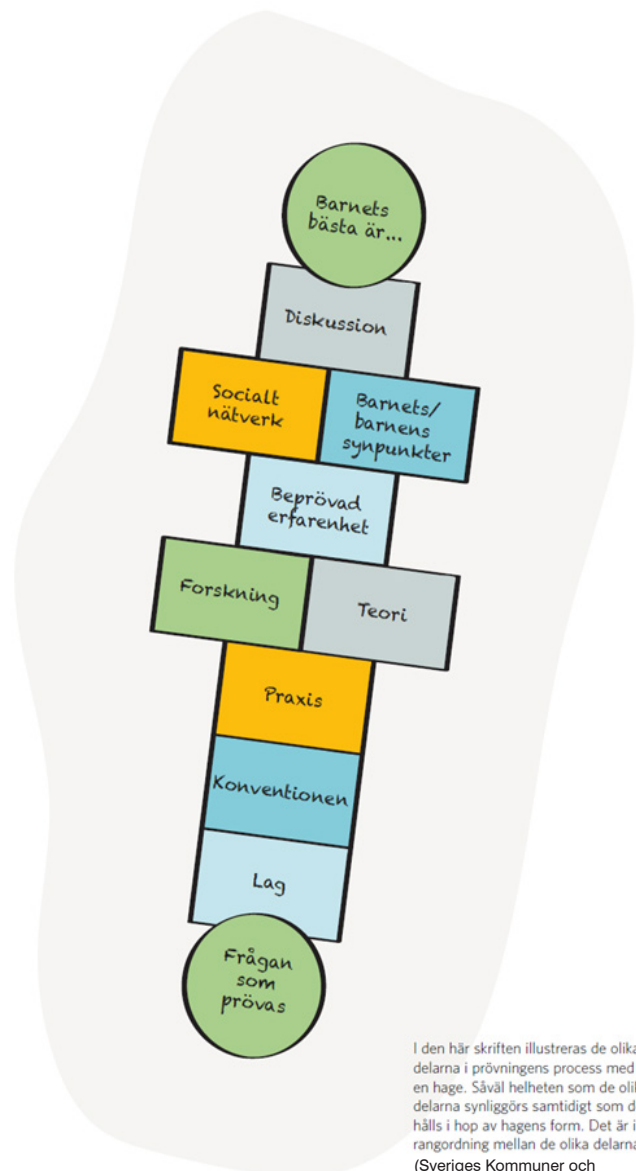 Barnets
bästa är...
Diskussion
Socialt
nätverk
Barnets/
barnens
synpunkter
Beprövad
erfarenhet
Forskning
Teori
Praxis
Konventionen
Lag
Frågan
som
prövas
I den här skriften illustreras de olika
delarna i prövningens process med
en hage. Såväl helheten som de
delarna synliggörs samtidigt som
hålls i hop av hagens form. Det är
rangordning mellan de olika
(Sveriges Kommuner och